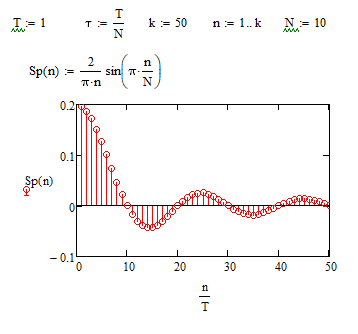 T := 1 τ := T/N k := 50 n := 1.. k N := 10
Sp(n) := 2/(π·n) sin(π·n/N)
0.2
0.1
Sp(n)
0
− 0.1
0 10 20 30 40 50
n/T